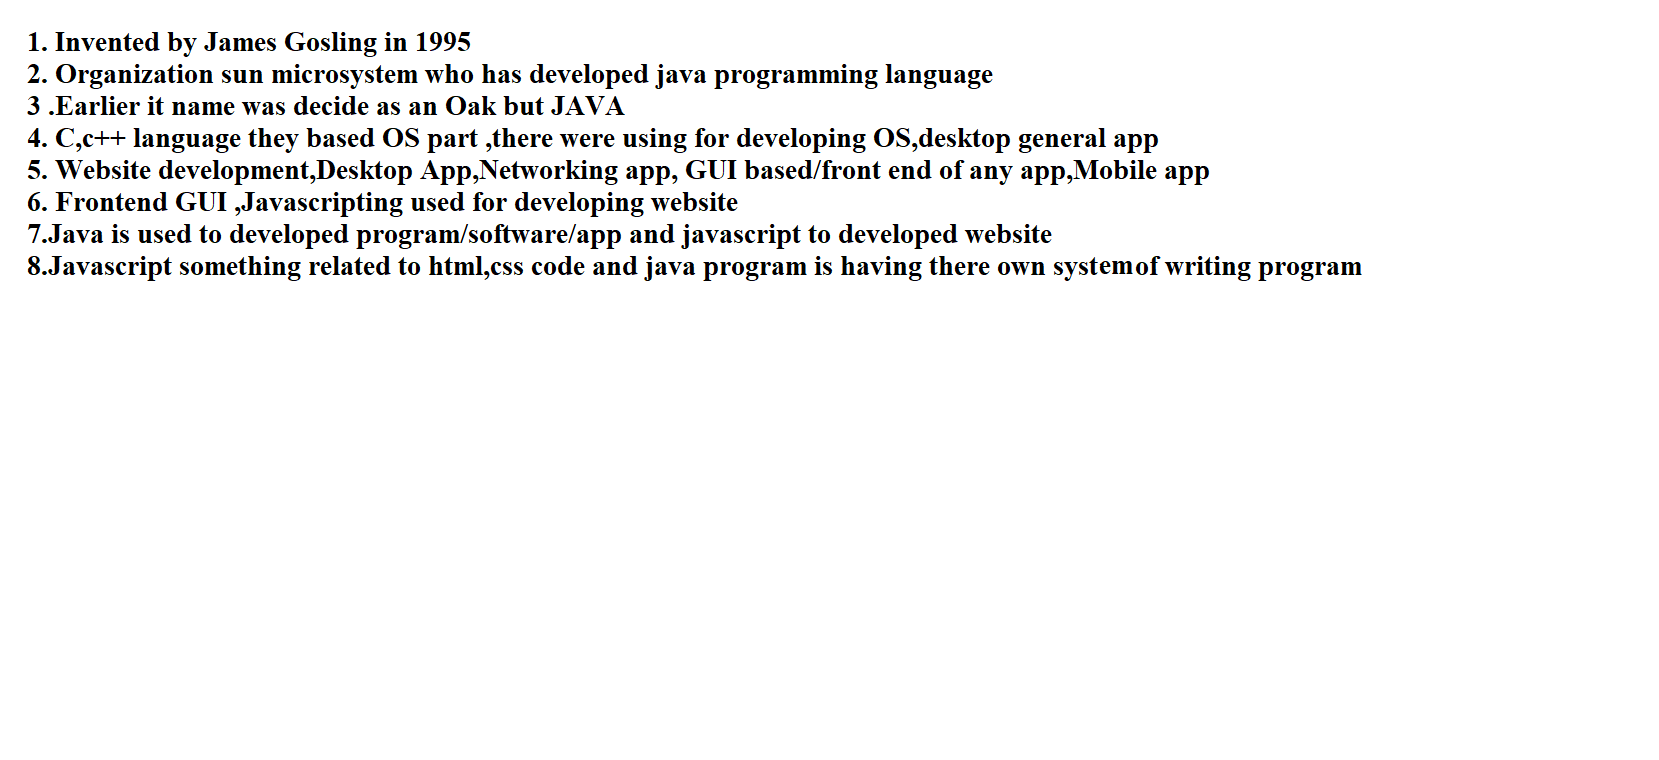 1. Invented by James Gosling in 1995
2. Organization sun microsystem who has developed java programming language
3 .Earlier it name was decide as an Oak but JAVA
4. C,c++ language they based OS part ,there were using for developing OS,desktop general app
5. Website development,Desktop App,Networking app, GUI based/front end of any app,Mobile app
6. Frontend GUI ,Javascripting used for developing website
7.Java is used to developed program/software/app and javascript to developed website
8.Javascript something related to html,css code and java program is having there own systemof writing program